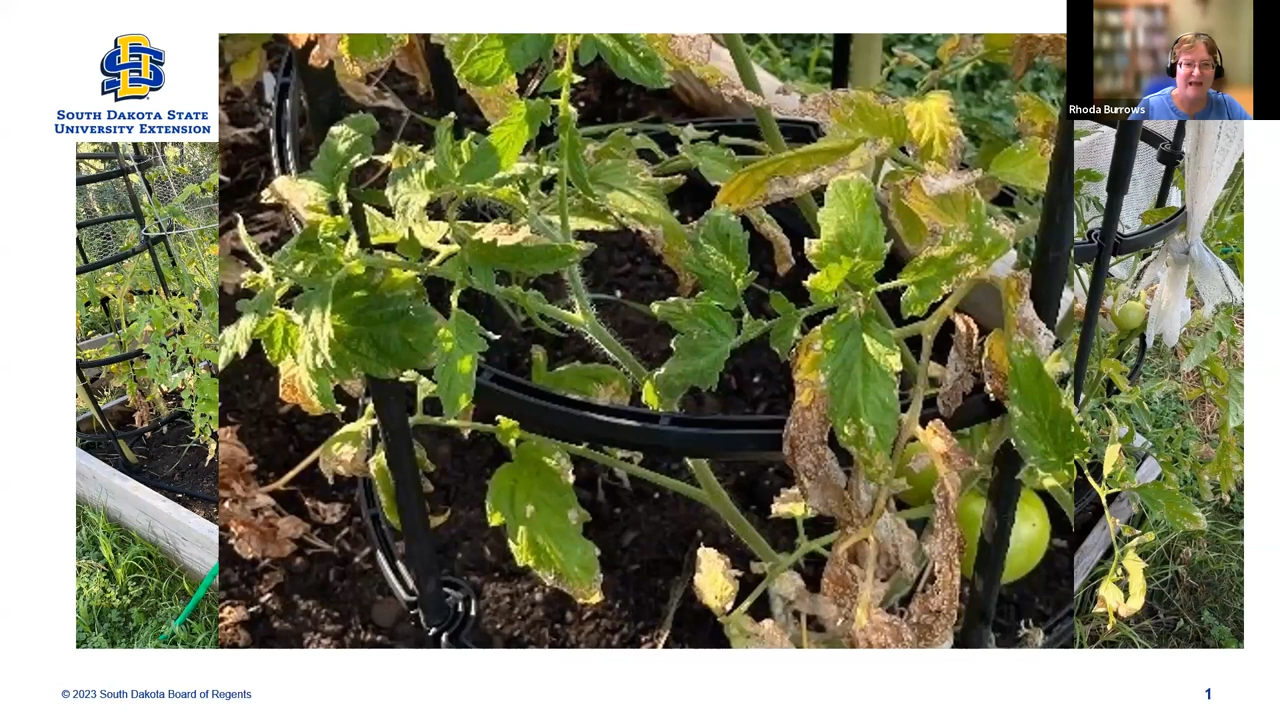 SOUTH DAKOTA STATE
UNIVERSITY EXTENSION
Rhoda Burrows
© 2023 South Dakota Board of Regents
1